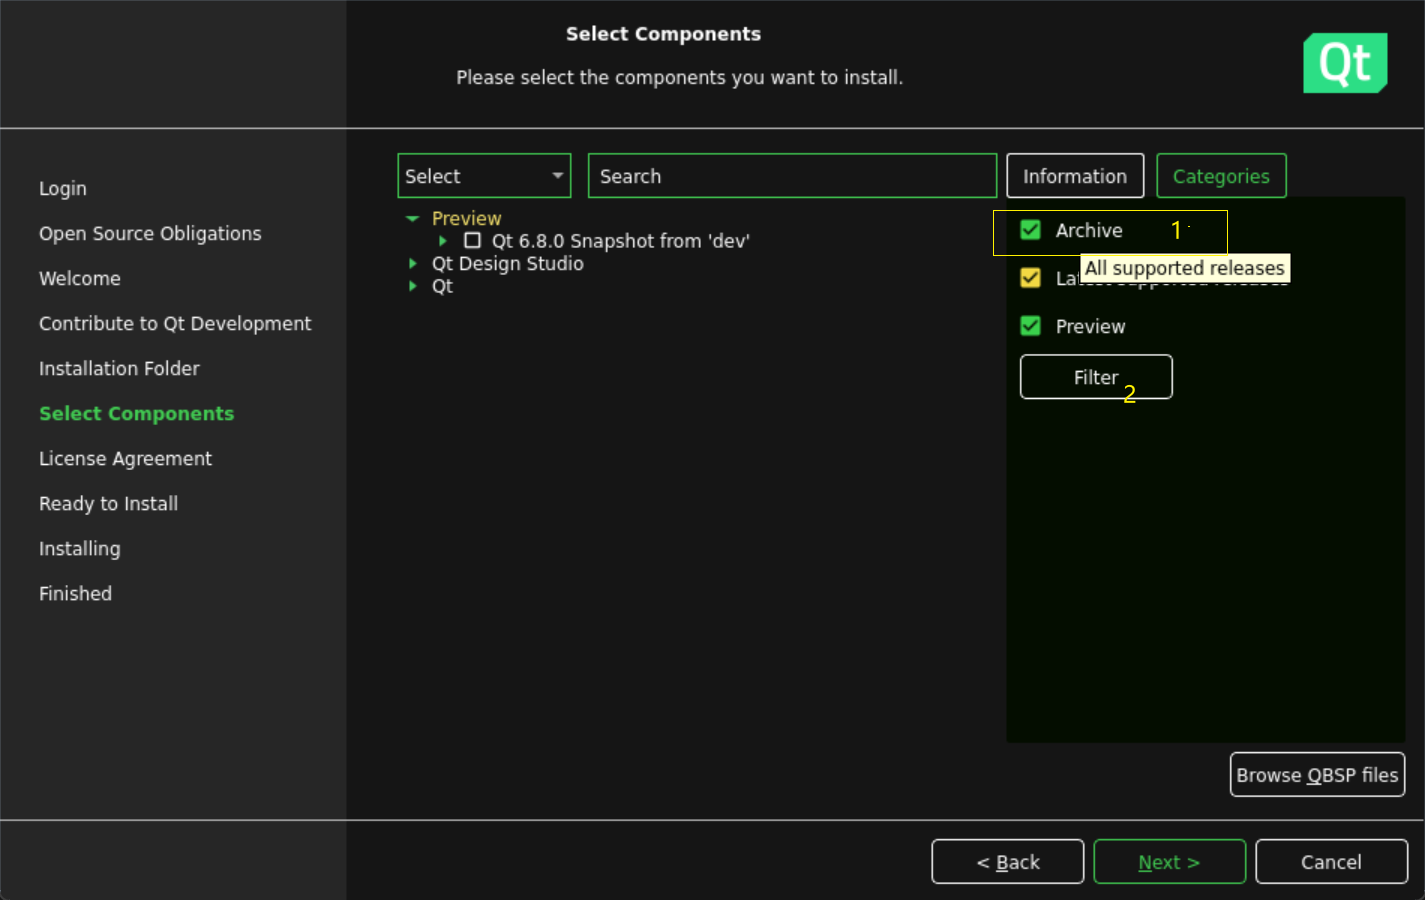 Select Components
Please select the components you want to install.
Qt
Login
Open Source Obligations
Welcome
Contribute to Qt Development
Installation Folder
Select Components
License Agreement
Ready to Install
Installing
Finished
Select
Search
Preview
Qt 6.8.0 Snapshot from 'dev'
Qt Design Studio
Qt
Information
Categories
Archive 1
All supported releases
Latest supported releases
Preview
Filter
2
Browse QBSP files
< Back
Next >
Cancel